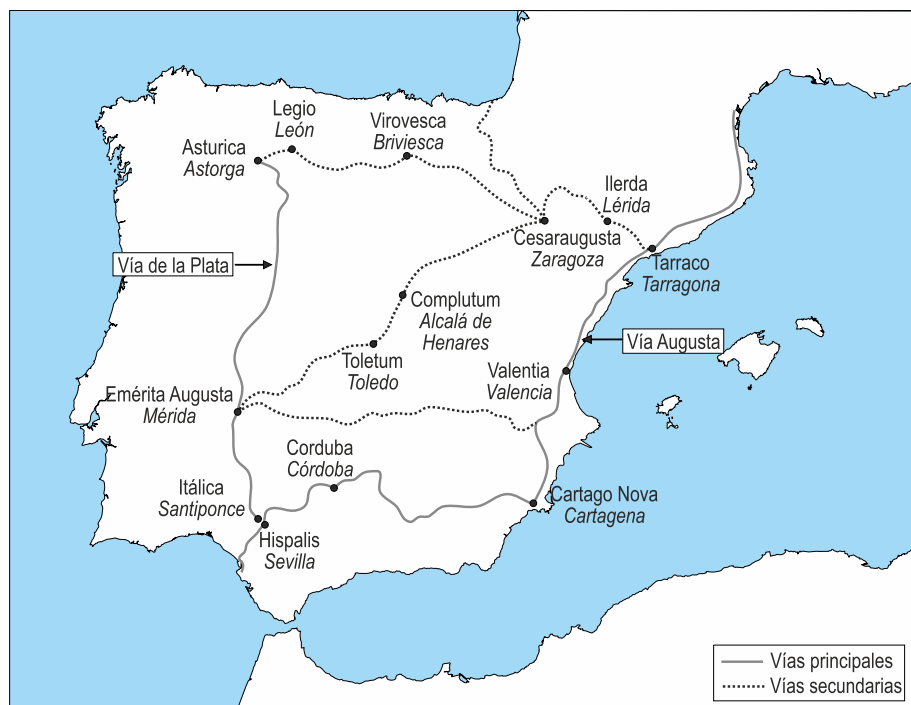 Legio
León
Virovesca
Briviesca
Asturica
Astorga
Ilerda
Lérida
Cesaraugusta
Zaragoza
Vía de la Plata
Tarraco
Tarragona
Complutum
Alcalá de
Henares
Vía Augusta
Toletum
Toledo
Valentia
Valencia
Emérita Augusta
Mérida
Corduba
Córdoba
Itálica
Santiponce
Cartago Nova
Cartagena
Hispalis
Sevilla
Vías principales
Vías secundarias